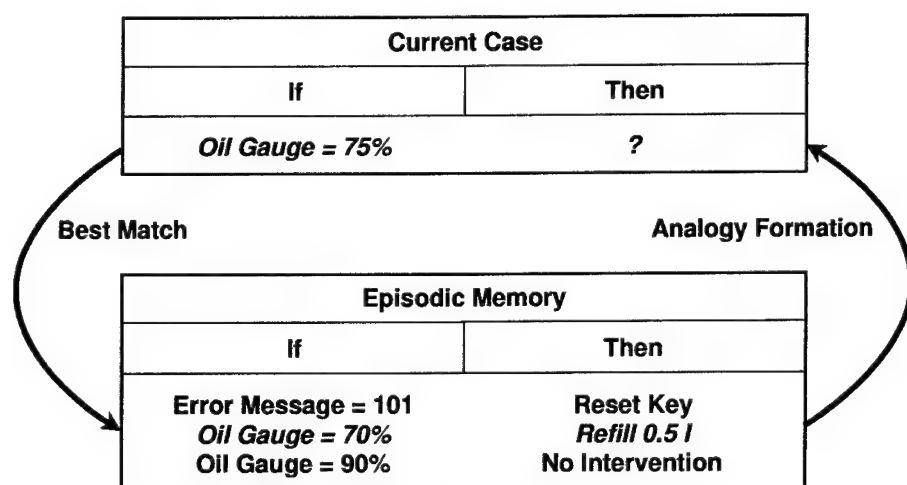 Current Case
If Then
Oil Gauge = 75% ?
Best Match Analogy Formation
Episodic Memory
If Then
Error Message = 101 Reset Key
Oil Gauge = 70% Refill 0.5 l
Oil Gauge = 90% No Intervention